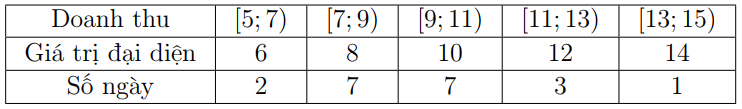 Doanh thu [5; 7) [7; 9) [9; 11) [11; 13) [13; 15)
Giá trị đại diện 6 8 10 12 14
Số ngày 2 7 7 3 1